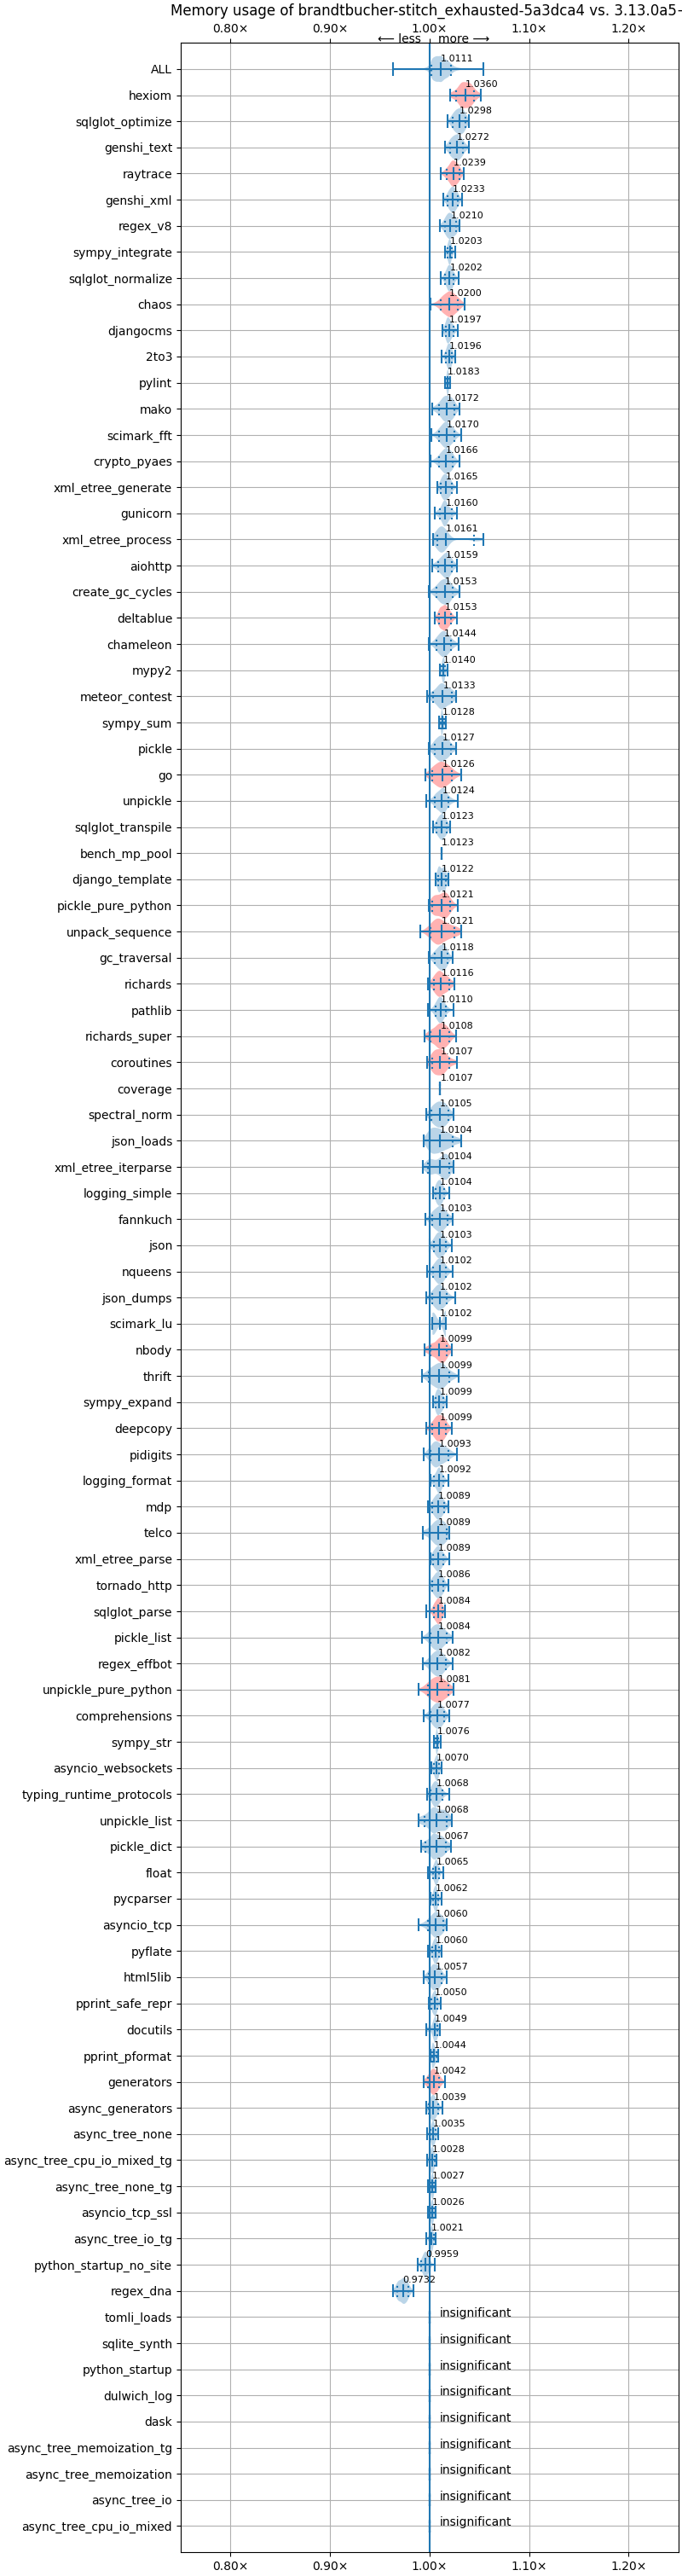 Memory usage of brandtbucher-stitch_exhausted-5a3dca4 vs. 3.13.0a5-
0.80× 0.90× 1.00× 1.10× 1.20×
⟵ less more ⟶
ALL 1.0111
hexiom 1.0360
sqlglot_optimize 1.0298
genshi_text 1.0272
raytrace 1.0239
genshi_xml 1.0233
regex_v8 1.0210
sympy_integrate 1.0203
sqlglot_normalize 1.0202
chaos 1.0200
djangocms 1.0197
2to3 1.0196
pylint 1.0183
mako 1.0172
scimark_fft 1.0170
crypto_pyaes 1.0166
xml_etree_generate 1.0165
gunicorn 1.0160
xml_etree_process 1.0161
aiohttp 1.0159
create_gc_cycles 1.0153
deltablue 1.0153
chameleon 1.0144
mypy2 1.0140
meteor_contest 1.0133
sympy_sum 1.0128
pickle 1.0127
go 1.0126
unpickle 1.0124
sqlglot_transpile 1.0123
bench_mp_pool 1.0123
django_template 1.0122
pickle_pure_python 1.0121
unpack_sequence 1.0121
gc_traversal 1.0118
richards 1.0116
pathlib 1.0110
richards_super 1.0108
coroutines 1.0107
coverage 1.0107
spectral_norm 1.0105
json_loads 1.0104
xml_etree_iterparse 1.0104
logging_simple 1.0104
fannkuch 1.0103
json 1.0103
nqueens 1.0102
json_dumps 1.0102
scimark_lu 1.0102
nbody 1.0099
thrift 1.0099
sympy_expand 1.0099
deepcopy 1.0099
pidigits 1.0093
logging_format 1.0092
mdp 1.0089
telco 1.0089
xml_etree_parse 1.0089
tornado_http 1.0086
sqlglot_parse 1.0084
pickle_list 1.0084
regex_effbot 1.0082
unpickle_pure_python 1.0081
comprehensions 1.0077
sympy_str 1.0076
asyncio_websockets 1.0070
typing_runtime_protocols 1.0068
unpickle_list 1.0068
pickle_dict 1.0067
float 1.0065
pycparser 1.0062
asyncio_tcp 1.0060
pyflate 1.0060
html5lib 1.0057
pprint_safe_repr 1.0050
docutils 1.0049
pprint_pformat 1.0044
generators 1.0042
async_generators 1.0039
async_tree_none 1.0035
async_tree_cpu_io_mixed_tg 1.0028
async_tree_none_tg 1.0027
asyncio_tcp_ssl 1.0026
async_tree_io_tg 1.0021
python_startup_no_site 0.9959
regex_dna 0.9732
tomli_loads insignificant
sqlite_synth insignificant
python_startup insignificant
dulwich_log insignificant
dask insignificant
async_tree_memoization_tg insignificant
async_tree_memoization insignificant
async_tree_io insignificant
async_tree_cpu_io_mixed insignificant
0.80× 0.90× 1.00× 1.10× 1.20×